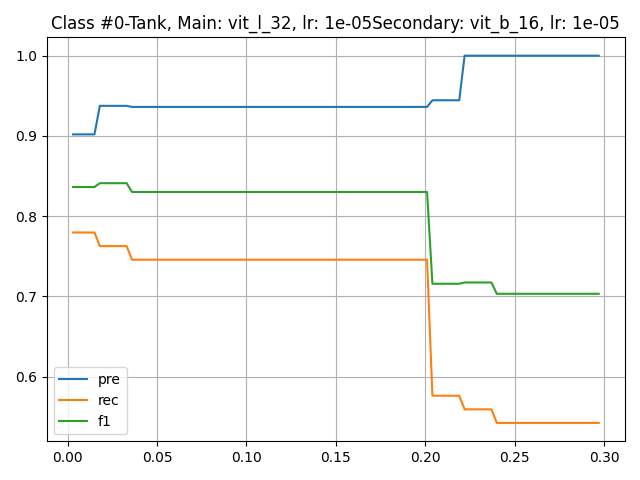 Class #0-Tank, Main: vit_l_32, lr: 1e-05Secondary: vit_b_16, lr: 1e-05
1.0
0.9
0.8
0.7
0.6
pre
rec
f1
0.00 0.05 0.10 0.15 0.20 0.25 0.30